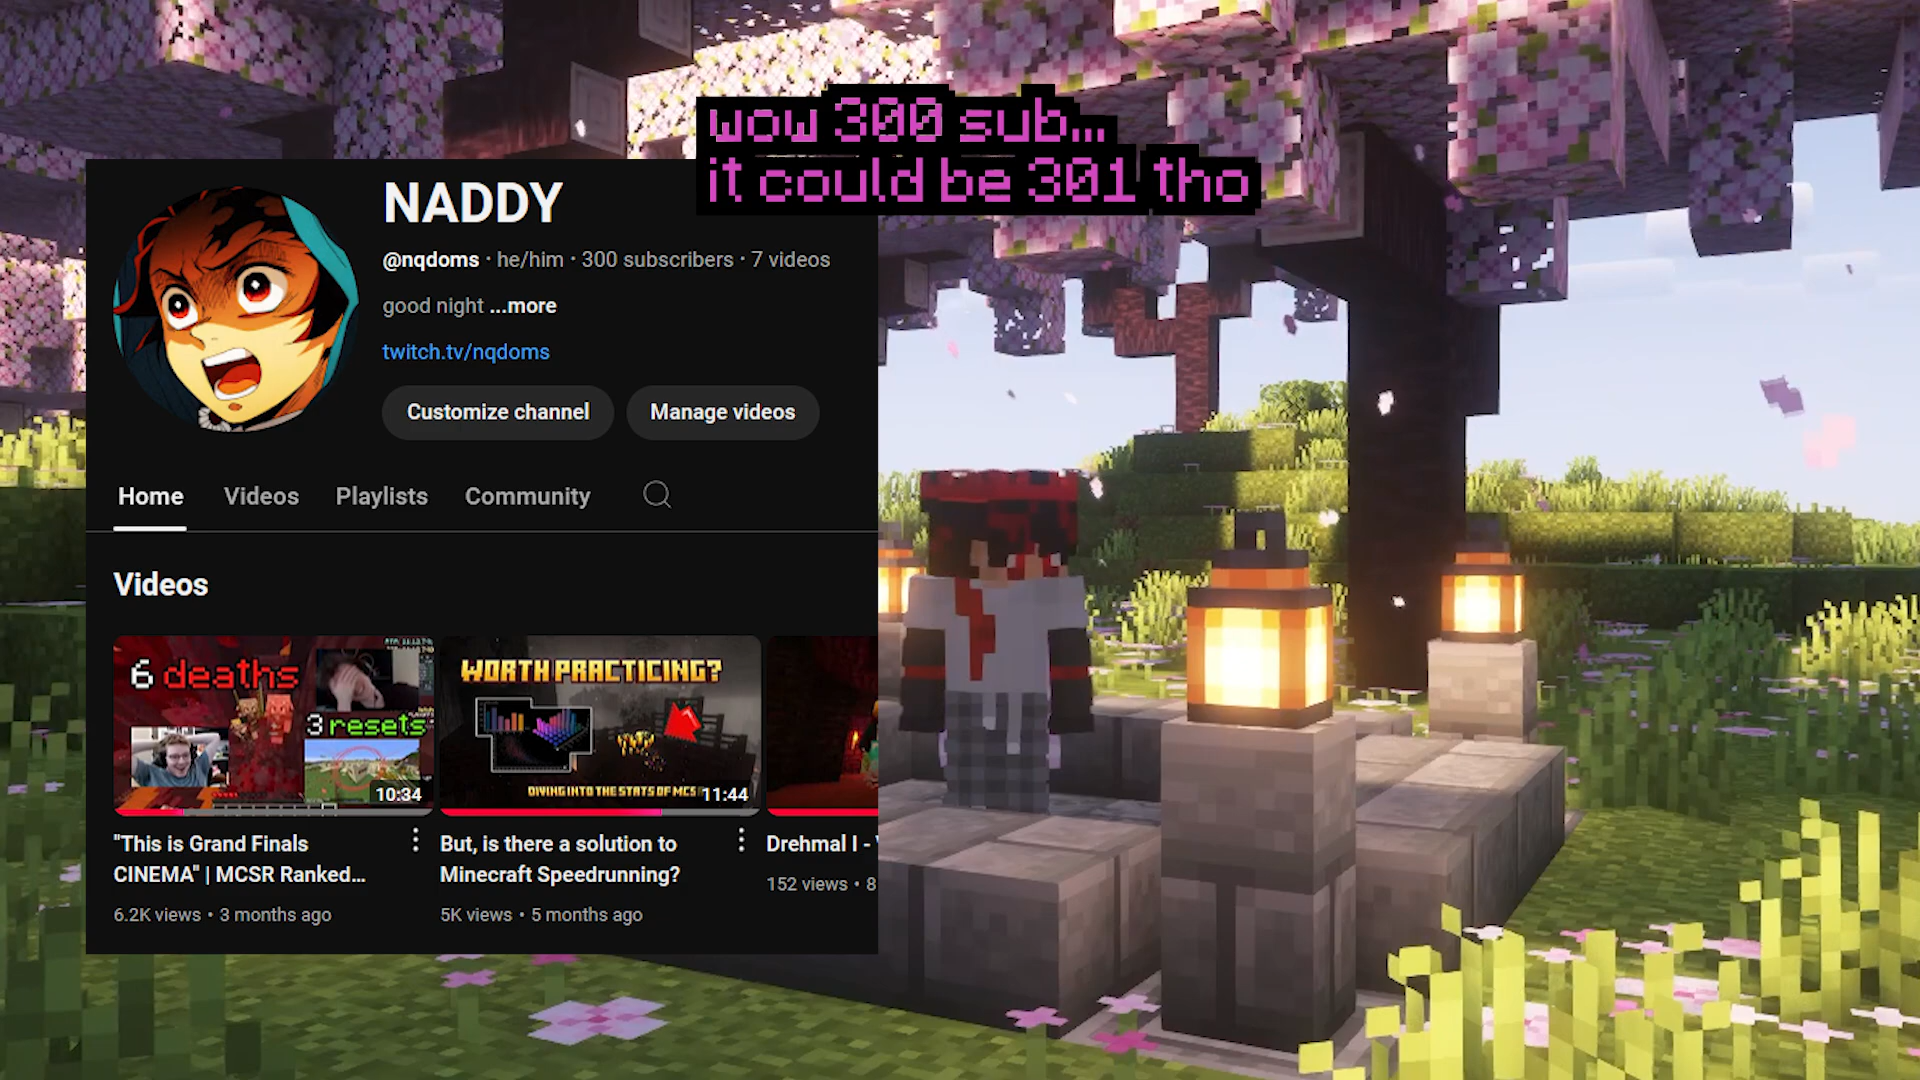 wow 300 sub...
it could be 301 tho
NADDY
@nqdoms · he/him · 300 subscribers · 7 videos
good night ...more
twitch.tv/nqdoms
Customize channel
Manage videos
Home
Videos
Playlists
Community
Videos
6 deaths
3 resets
10:34
WORTH PRACTICING?
DIVING INTO THE STATS OF MCS
11:44
"This is Grand Finals
CINEMA" | MCSR Ranked...
6.2K views · 3 months ago
But, is there a solution to
Minecraft Speedrunning?
5K views · 5 months ago
Drehmal I -
152 views · 8